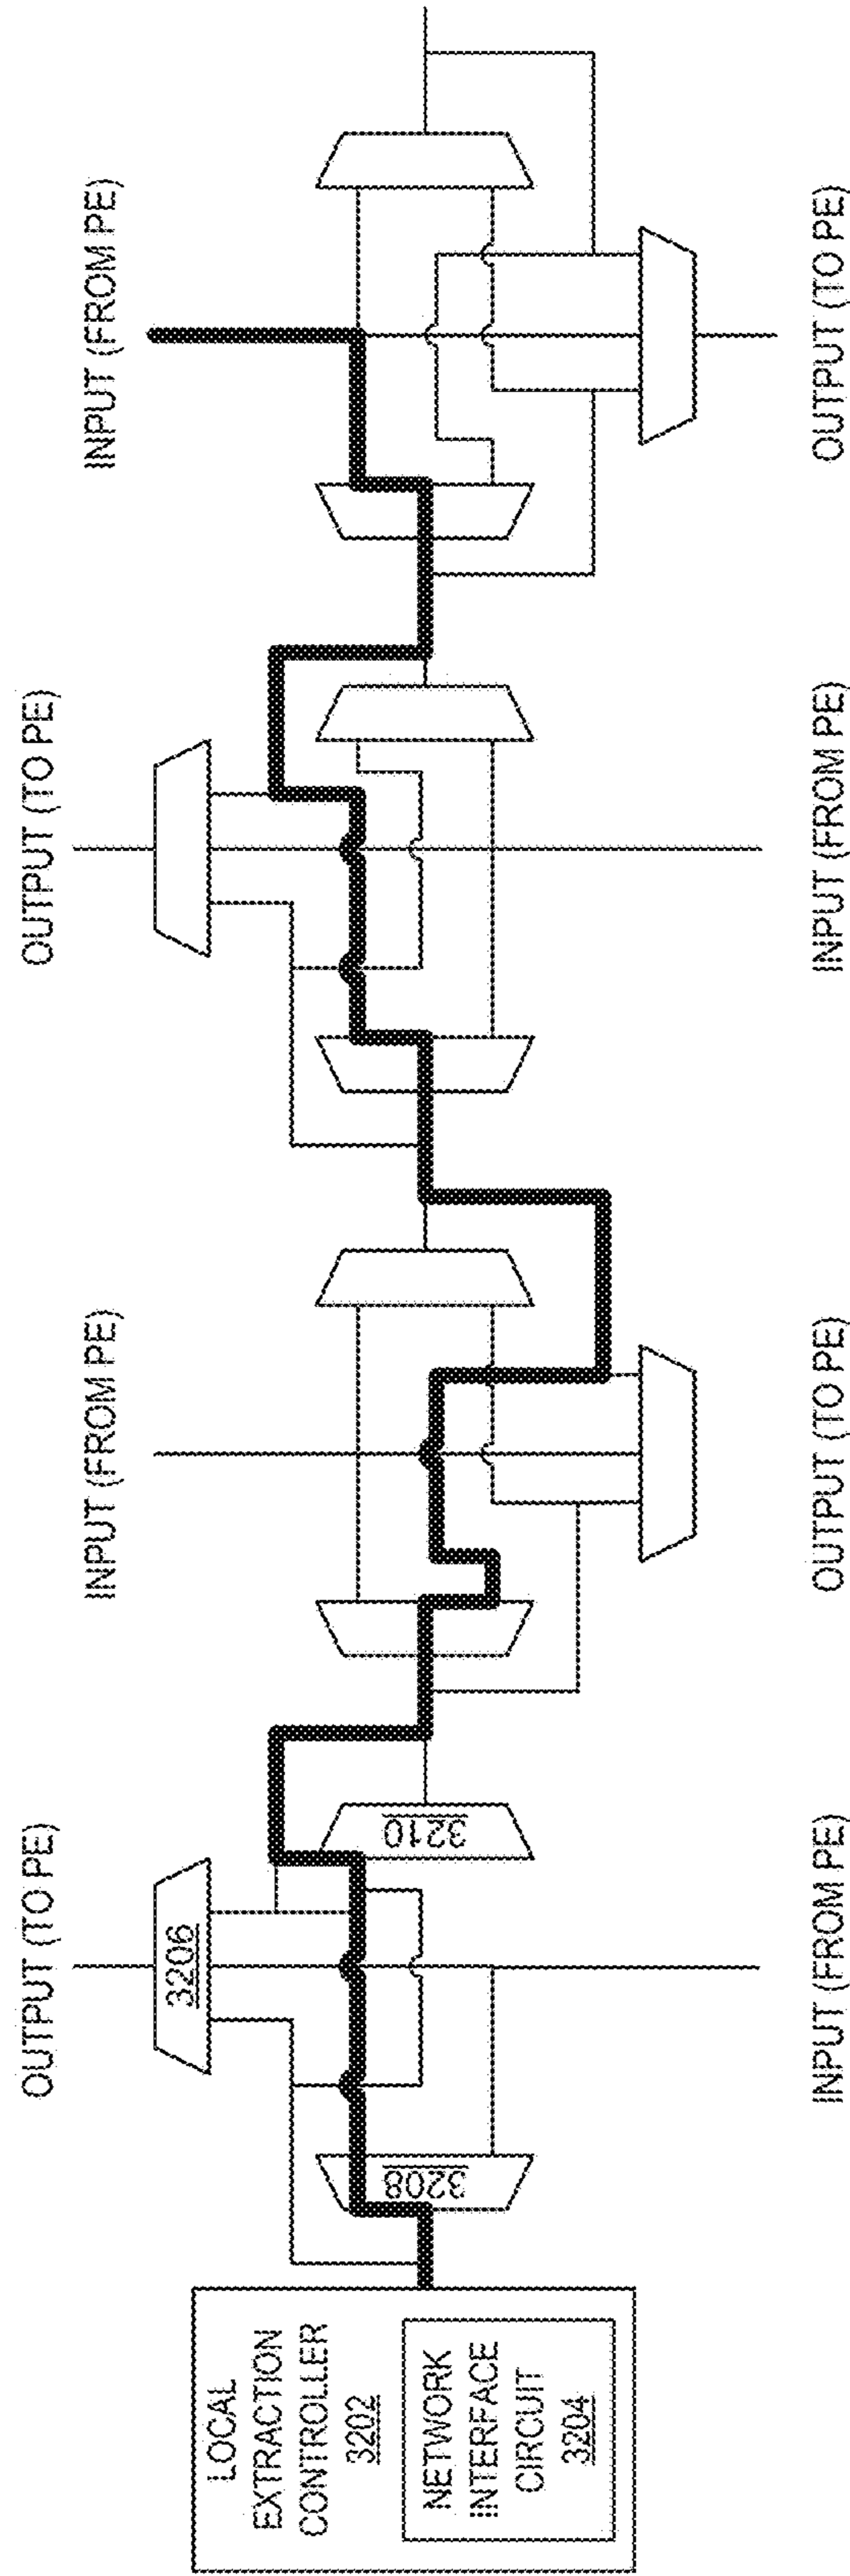 LOCAL
EXTRACTION
CONTROLLER
3202
NETWORK
INTERFACE
CIRCUIT
3204
OUTPUT (TO PE)
3206
3208
3210
INPUT (FROM PE)
INPUT (FROM PE)
OUTPUT (TO PE)
OUTPUT (TO PE)
INPUT (FROM PE)
INPUT (FROM PE)
OUTPUT (TO PE)